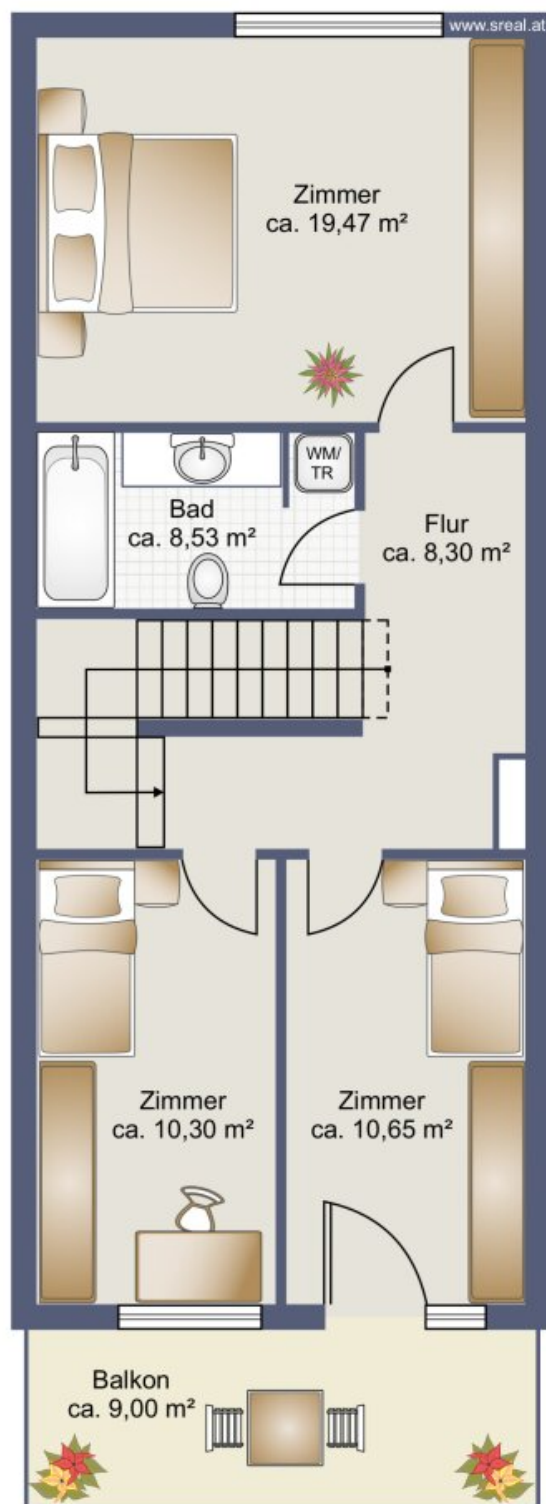 www.sreal.at
Zimmer
ca. 19,47 m²
WM/
TR
Bad
ca. 8,53 m²
Flur
ca. 8,30 m²
Zimmer
ca. 10,30 m²
Zimmer
ca. 10,65 m²
Balkon
ca. 9,00 m²